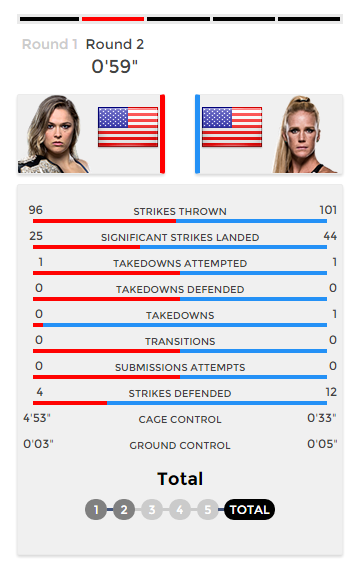 Round 1 Round 2
0'59"
96 STRIKES THROWN 101
25 SIGNIFICANT STRIKES LANDED 44
1 TAKEDOWNS ATTEMPTED 1
0 TAKEDOWNS DEFENDED 0
0 TAKEDOWNS 1
0 TRANSITIONS 0
0 SUBMISSIONS ATTEMPTS 0
4 STRIKES DEFENDED 12
4'53" CAGE CONTROL 0'33"
0'03" GROUND CONTROL 0'05"
Total
1 2 3 4 5 TOTAL